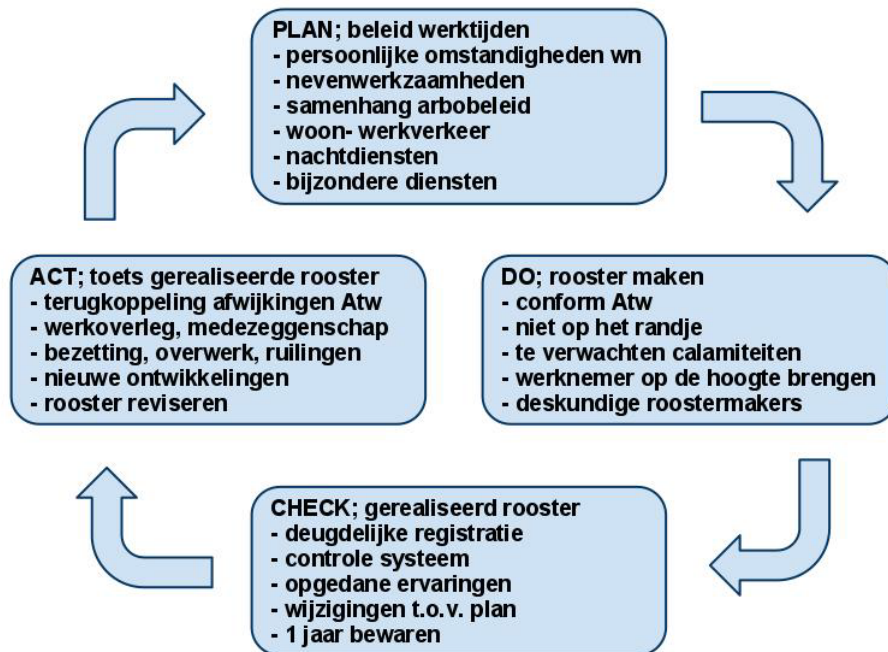 PLAN; beleid werktijden
- persoonlijke omstandigheden wn
- nevenwerkzaamheden
- samenhang arbobeleid
- woon- werkverkeer
- nachtdiensten
- bijzondere diensten
ACT; toets gerealiseerde rooster
- terugkoppeling afwijkingen Atw
- werkoverleg, medezeggenschap
- bezetting, overwerk, ruilingen
- nieuwe ontwikkelingen
- rooster reviseren
DO; rooster maken
- conform Atw
- niet op het randje
- te verwachten calamiteiten
- werknemer op de hoogte brengen
- deskundige roostermakers
CHECK; gerealiseerd rooster
- deugdelijke registratie
- controle systeem
- opgedane ervaringen
- wijzigingen t.o.v. plan
- 1 jaar bewaren